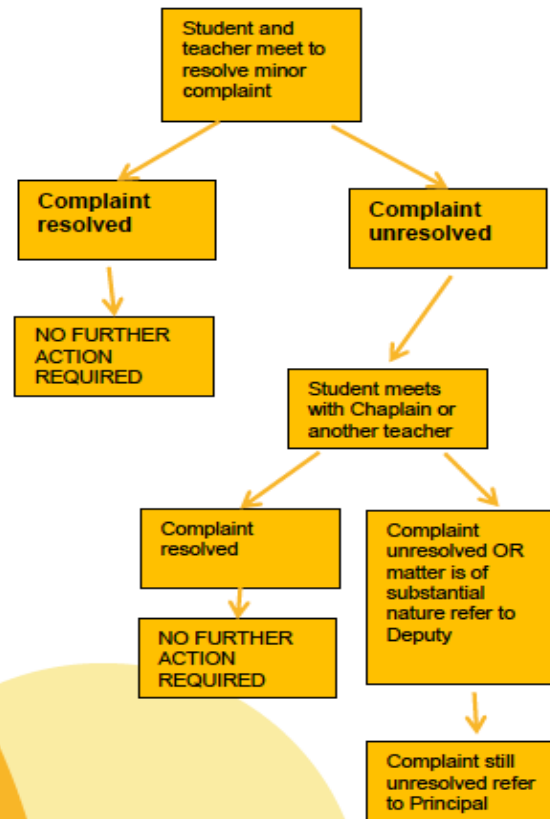 Student and
teacher meet to
resolve minor
complaint
Complaint
resolved
Complaint
unresolved
NO FURTHER
ACTION
REQUIRED
Student meets
with Chaplain or
another teacher
Complaint
resolved
Complaint
unresolved OR
matter is of
substantial
nature refer to
Deputy
NO FURTHER
ACTION
REQUIRED
Complaint still
unresolved refer
to Principal